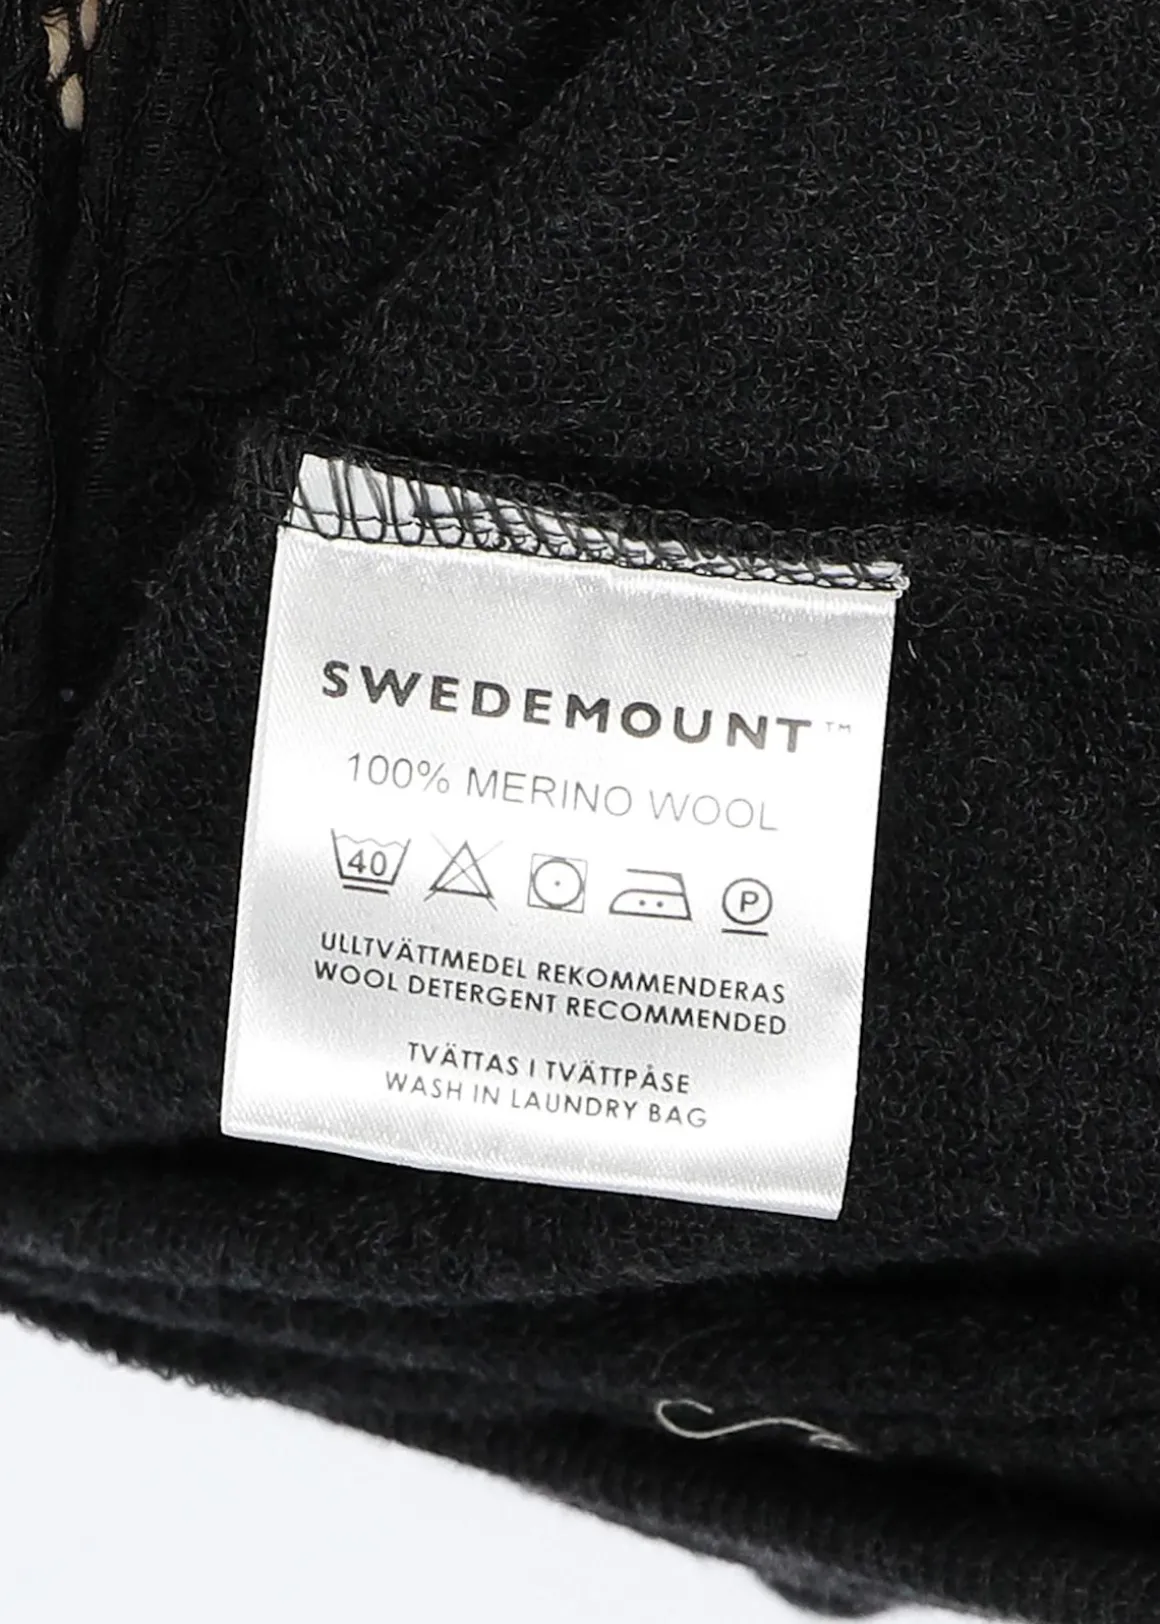 SWEDEMOUNT™
100% MERINO WOOL
40 P
ULLTVÄTTMEDEL REKOMMENDERAS
WOOL DETERGENT RECOMMENDED
TVÄTTAS I TVÄTTPÅSE
WASH IN LAUNDRY BAG